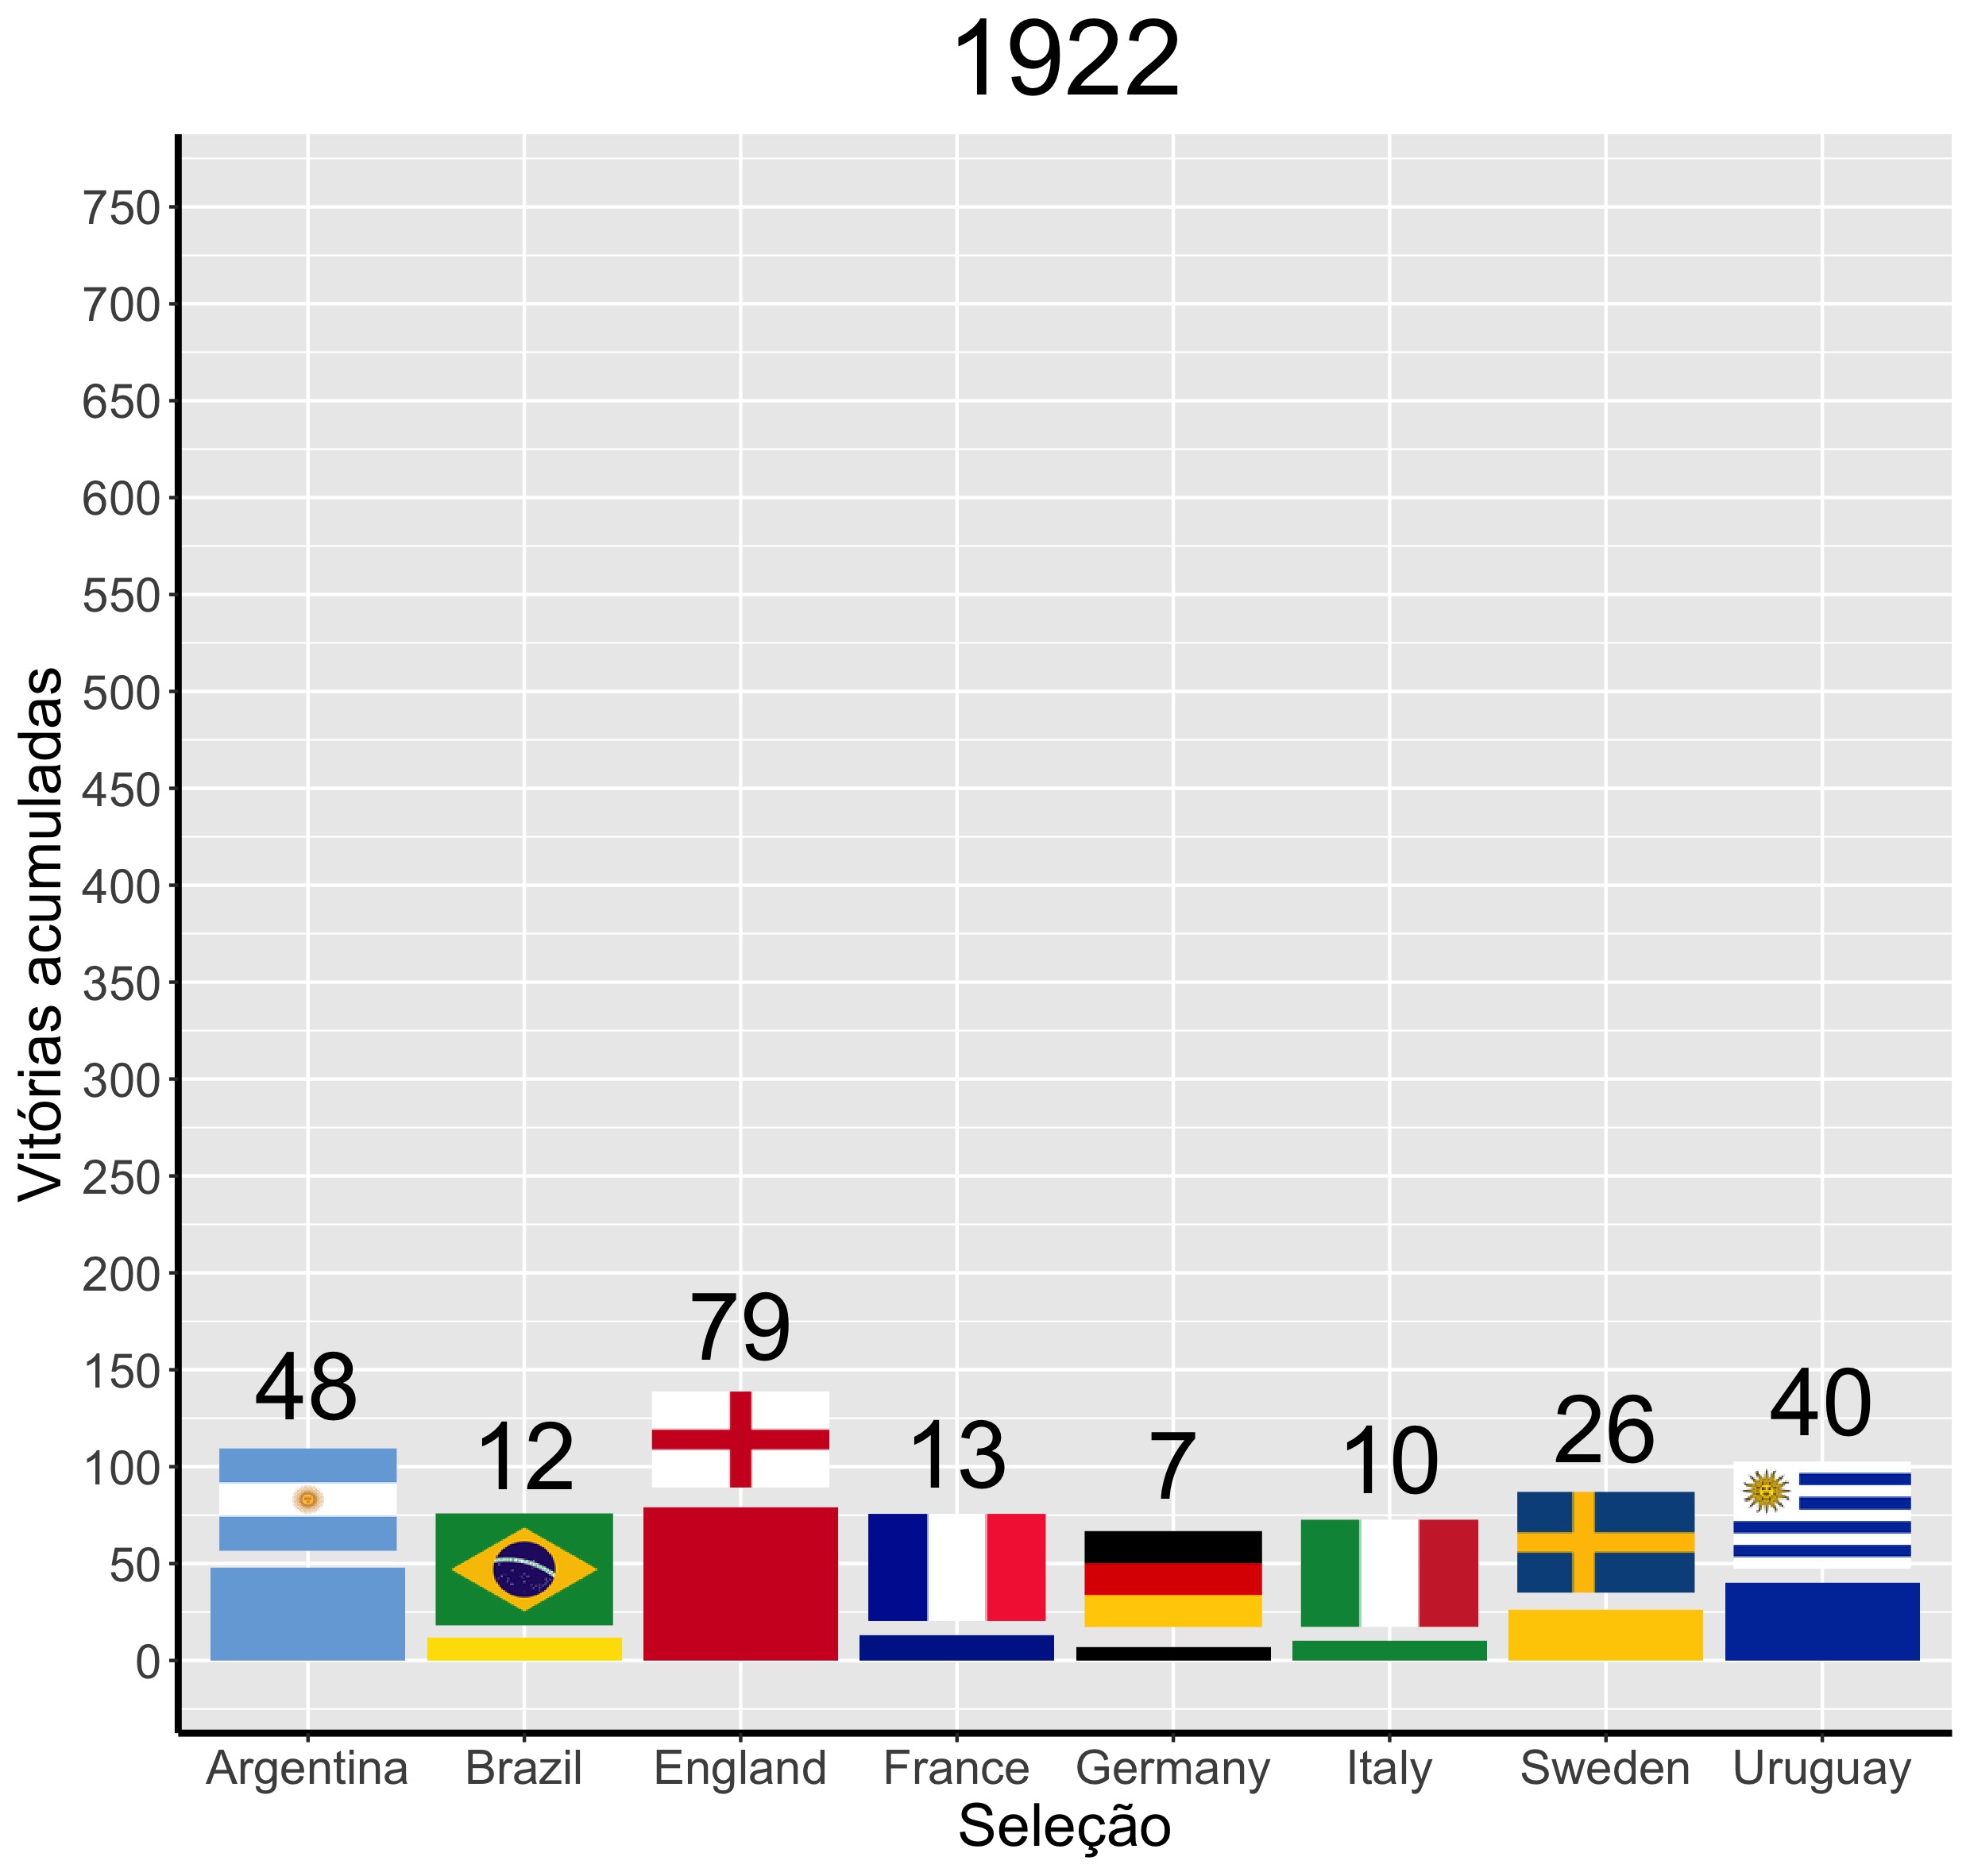 1922
Vitórias acumuladas
750
700
650
600
550
500
450
400
350
300
250
200
150
100
50
0
48
12
79
13
7
10
26
40
Argentina
Brazil
England
France
Germany
Italy
Sweden
Uruguay
Seleção